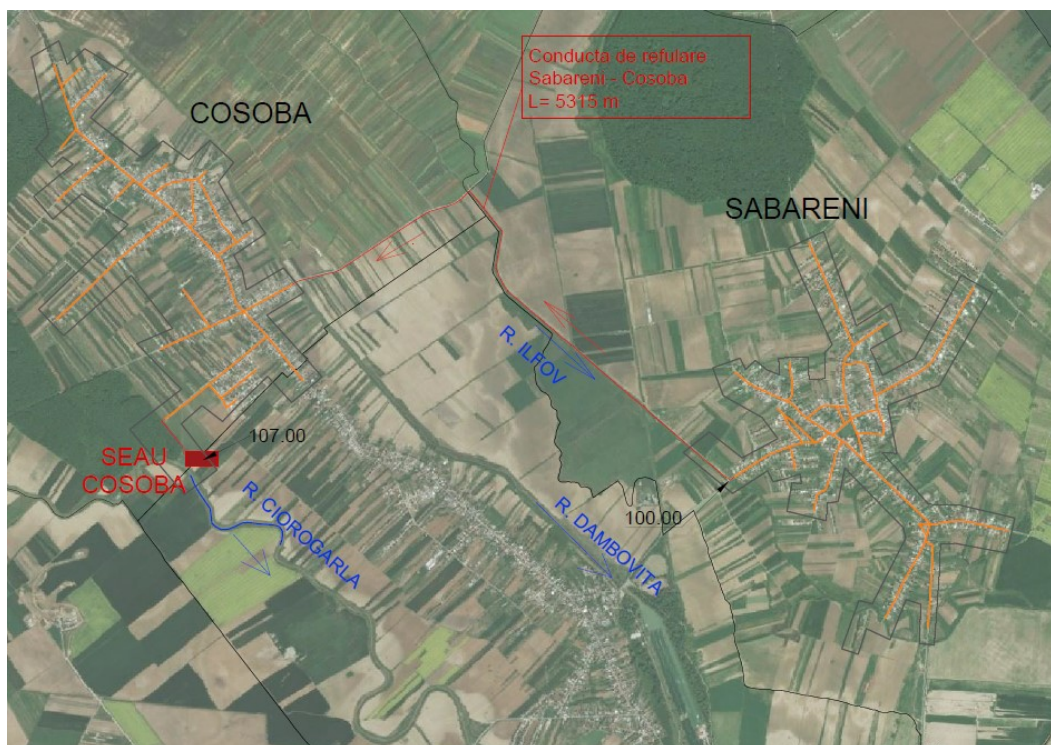 Conducta de refulare
Sabareni - Cosoba
L= 5315 m
COSOBA
SABARENI
R. ILFOV
107.00
SEAU
COSOBA
R. CIOROGARLA
R. DAMBOVITA
100.00